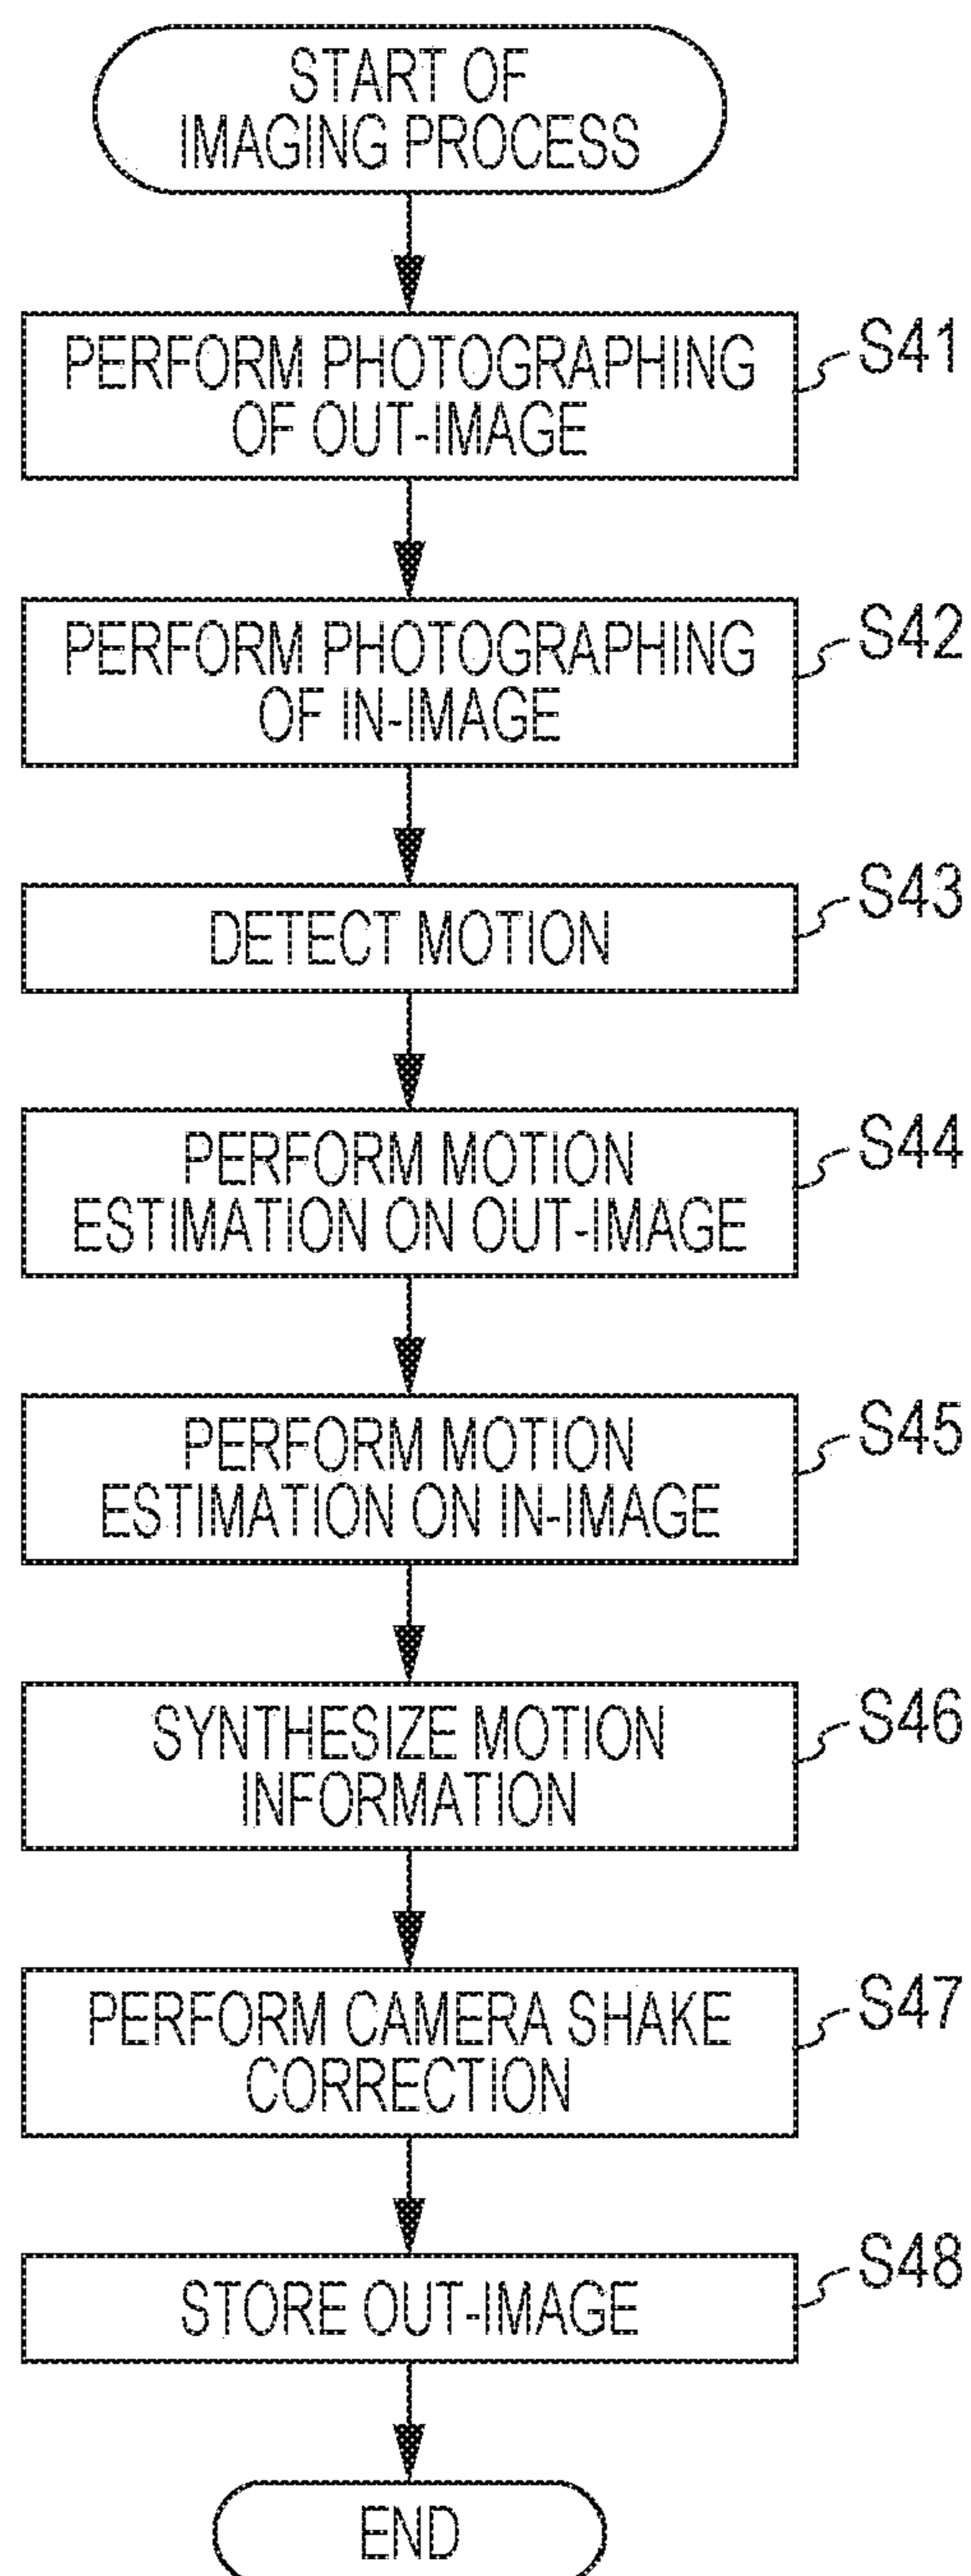 START OF
IMAGING PROCESS
PERFORM PHOTOGRAPHING
OF OUT-IMAGE
S41
PERFORM PHOTOGRAPHING
OF IN-IMAGE
S42
DETECT MOTION
S43
PERFORM MOTION
ESTIMATION ON OUT-IMAGE
S44
PERFORM MOTION
ESTIMATION ON IN-IMAGE
S45
SYNTHESIZE MOTION
INFORMATION
S46
PERFORM CAMERA SHAKE
CORRECTION
S47
STORE OUT-IMAGE
S48
END